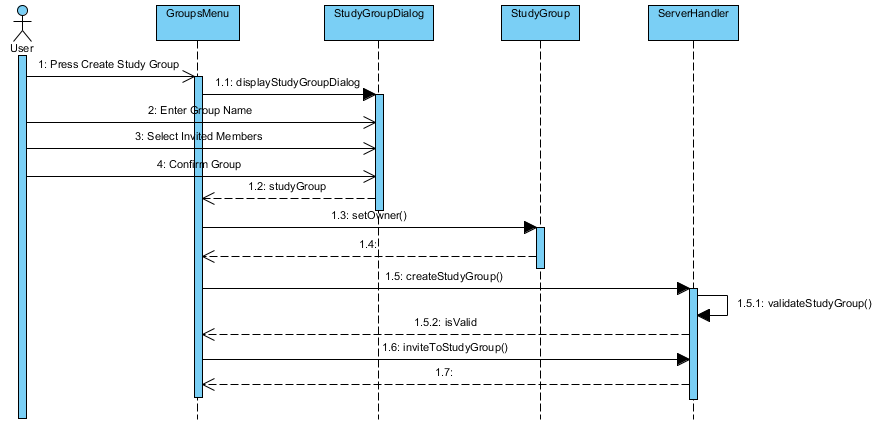 GroupsMenu
StudyGroupDialog
StudyGroup
ServerHandler
User
1: Press Create Study Group
1.1: displayStudyGroupDialog
2: Enter Group Name
3: Select Invited Members
4: Confirm Group
1.2: studyGroup
1.3: setOwner()
1.4:
1.5: createStudyGroup()
1.5.1: validateStudyGroup()
1.5.2: isValid
1.6: inviteToStudyGroup()
1.7: